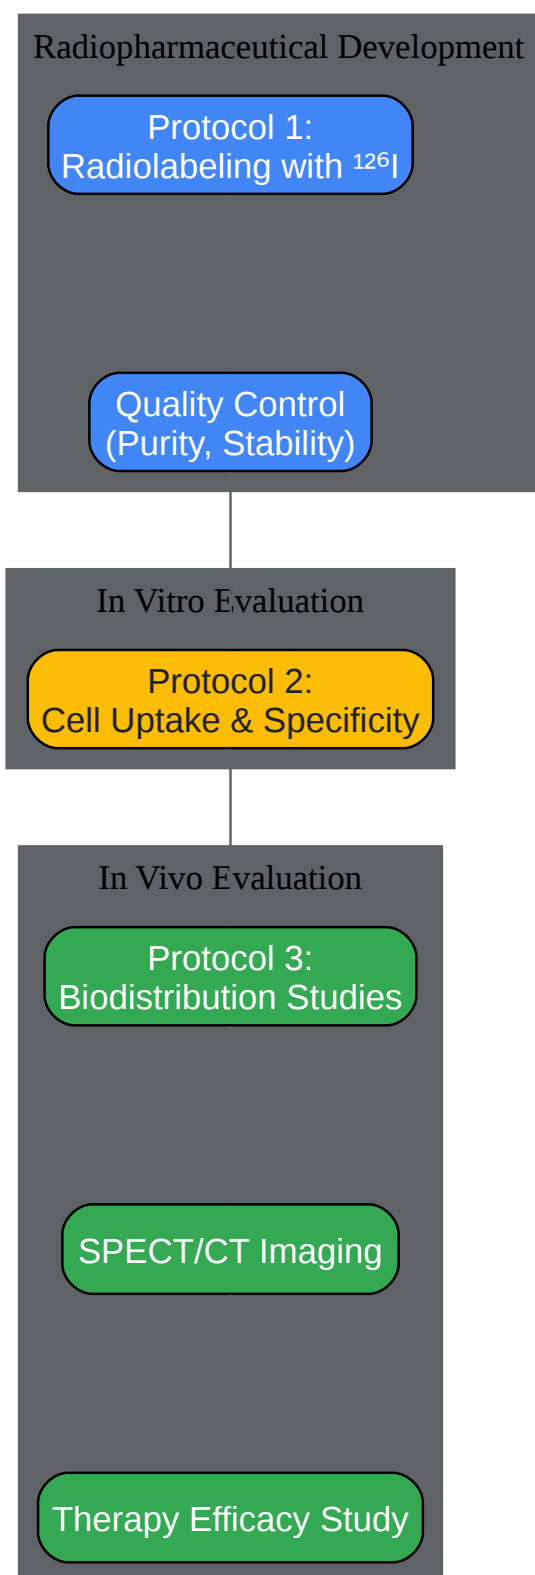 Radiopharmaceutical Development
Protocol 1:
Radiolabeling with ¹²⁶I
Quality Control
(Purity, Stability)
In Vitro Evaluation
Protocol 2:
Cell Uptake & Specificity
In Vivo Evaluation
Protocol 3:
Biodistribution Studies
SPECT/CT Imaging
Therapy Efficacy Study